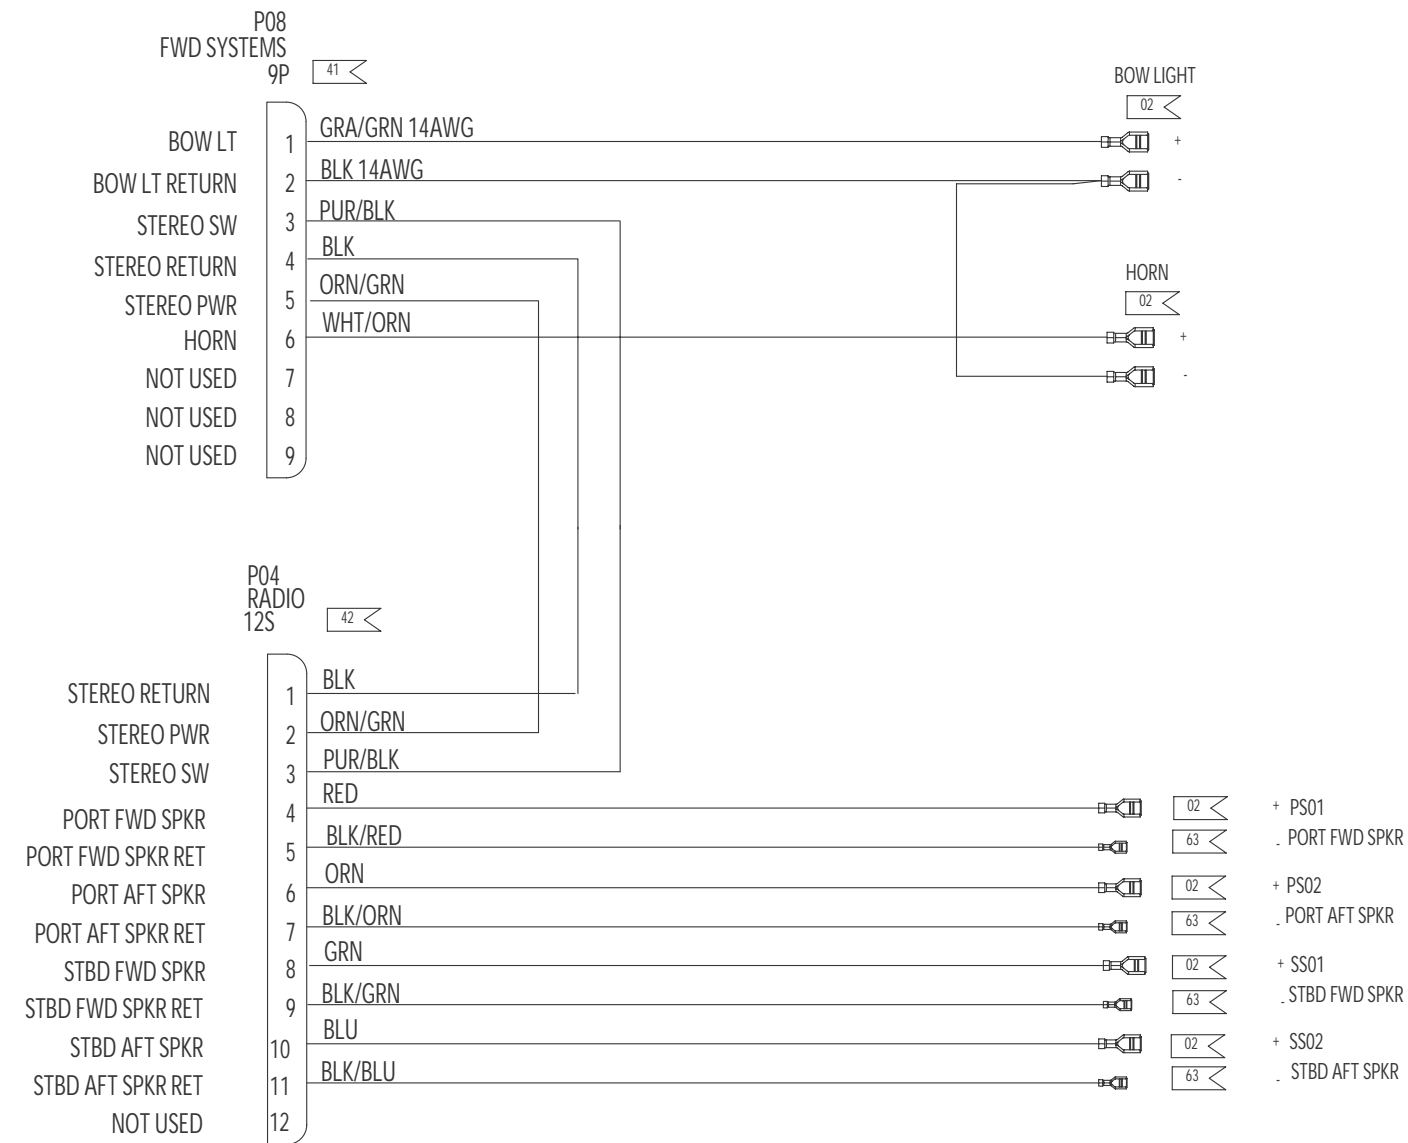 P08
FWD SYSTEMS
9P
41
BOW LIGHT
02
BOW LT 1 GRA/GRN 14AWG +
BOW LT RETURN 2 BLK 14AWG -
STEREO SW 3 PUR/BLK
STEREO RETURN 4 BLK
HORN
STEREO PWR 5 ORN/GRN 02
HORN 6 WHT/ORN +
NOT USED 7 -
NOT USED 8
NOT USED 9
P04
RADIO
12S
42
STEREO RETURN 1 BLK
STEREO PWR 2 ORN/GRN
STEREO SW 3 PUR/BLK
PORT FWD SPKR 4 RED 02 + PS01
PORT FWD SPKR RET 5 BLK/RED 63 - PORT FWD SPKR
PORT AFT SPKR 6 ORN 02 + PS02
PORT AFT SPKR RET 7 BLK/ORN 63 - PORT AFT SPKR
STBD FWD SPKR 8 GRN 02 + SS01
STBD FWD SPKR RET 9 BLK/GRN 63 - STBD FWD SPKR
STBD AFT SPKR 10 BLU 02 + SS02
STBD AFT SPKR RET 11 BLK/BLU 63 - STBD AFT SPKR
NOT USED 12